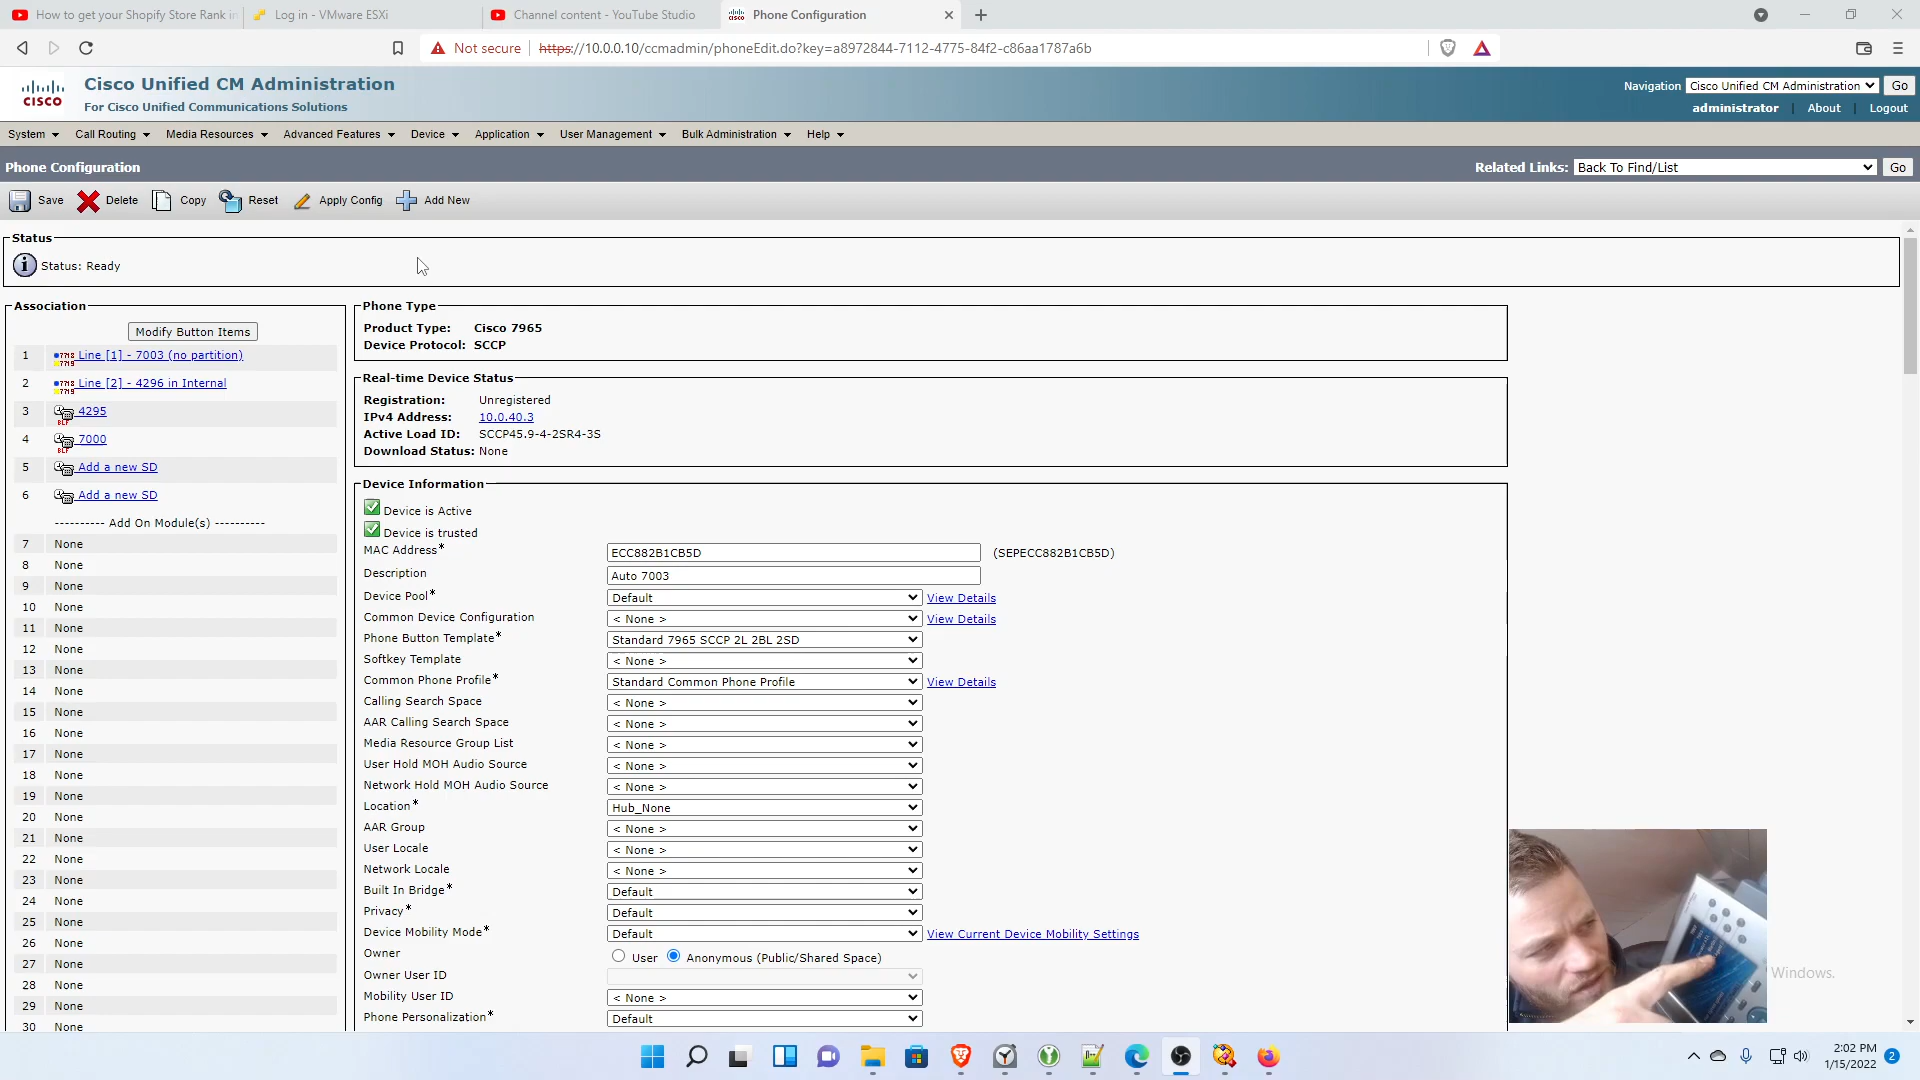 How to get your Shopify Store Rank in
Log in - VMware ESXi
Channel content - YouTube Studio
Phone Configuration
Not secure
https://10.0.0.10/ccmadmin/phoneEdit.do?key=a8972844-7112-4775-84f2-c86aa1787a6b
CISCO
Cisco Unified CM Administration
For Cisco Unified Communications Solutions
Navigation Cisco Unified CM Administration Go
administrator | About | Logout
System Call Routing Media Resources Advanced Features Device Application User Management Bulk Administration Help
Phone Configuration
Related Links: Back To Find/List Go
Save Delete Copy Reset Apply Config Add New
Status
Status: Ready
Association
Modify Button Items
1 Line [1] - 7003 (no partition)
2 Line [2] - 4296 in Internal
3 4295
4 7000
5 Add a new SD
6 Add a new SD
---------- Add On Module(s) ----------
7 None
8 None
9 None
10 None
11 None
12 None
13 None
14 None
15 None
16 None
17 None
18 None
19 None
20 None
21 None
22 None
23 None
24 None
25 None
26 None
27 None
28 None
29 None
30 None
Phone Type
Product Type: Cisco 7965
Device Protocol: SCCP
Real-time Device Status
Registration: Unregistered
IPv4 Address: 10.0.40.3
Active Load ID: SCCP45.9-4-2SR4-3S
Download Status: None
Device Information
Device is Active
Device is trusted
MAC Address* ECC882B1CB5D (SEPECC882B1CB5D)
Description Auto 7003
Device Pool* Default View Details
Common Device Configuration < None > View Details
Phone Button Template* Standard 7965 SCCP 2L 2BL 2SD
Softkey Template < None >
Common Phone Profile* Standard Common Phone Profile View Details
Calling Search Space < None >
AAR Calling Search Space < None >
Media Resource Group List < None >
User Hold MOH Audio Source < None >
Network Hold MOH Audio Source < None >
Location* Hub_None
AAR Group < None >
User Locale < None >
Network Locale < None >
Built In Bridge* Default
Privacy* Default
Device Mobility Mode* Default View Current Device Mobility Settings
Owner User Anonymous (Public/Shared Space)
Owner User ID
Mobility User ID < None >
Phone Personalization* Default
Windows.
2:02 PM
1/15/2022
2